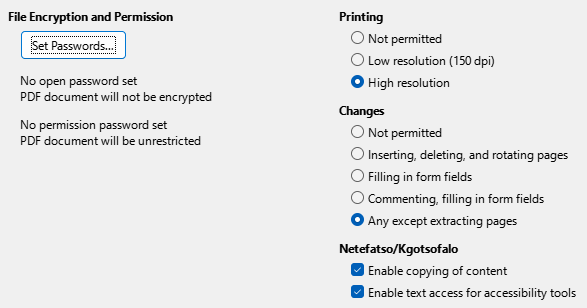 File Encryption and Permission
Set Passwords...
No open password set
PDF document will not be encrypted
No permission password set
PDF document will be unrestricted
Printing
Not permitted
Low resolution (150 dpi)
High resolution
Changes
Not permitted
Inserting, deleting, and rotating pages
Filling in form fields
Commenting, filling in form fields
Any except extracting pages
Netefatso/Kgotsofalo
Enable copying of content
Enable text access for accessibility tools